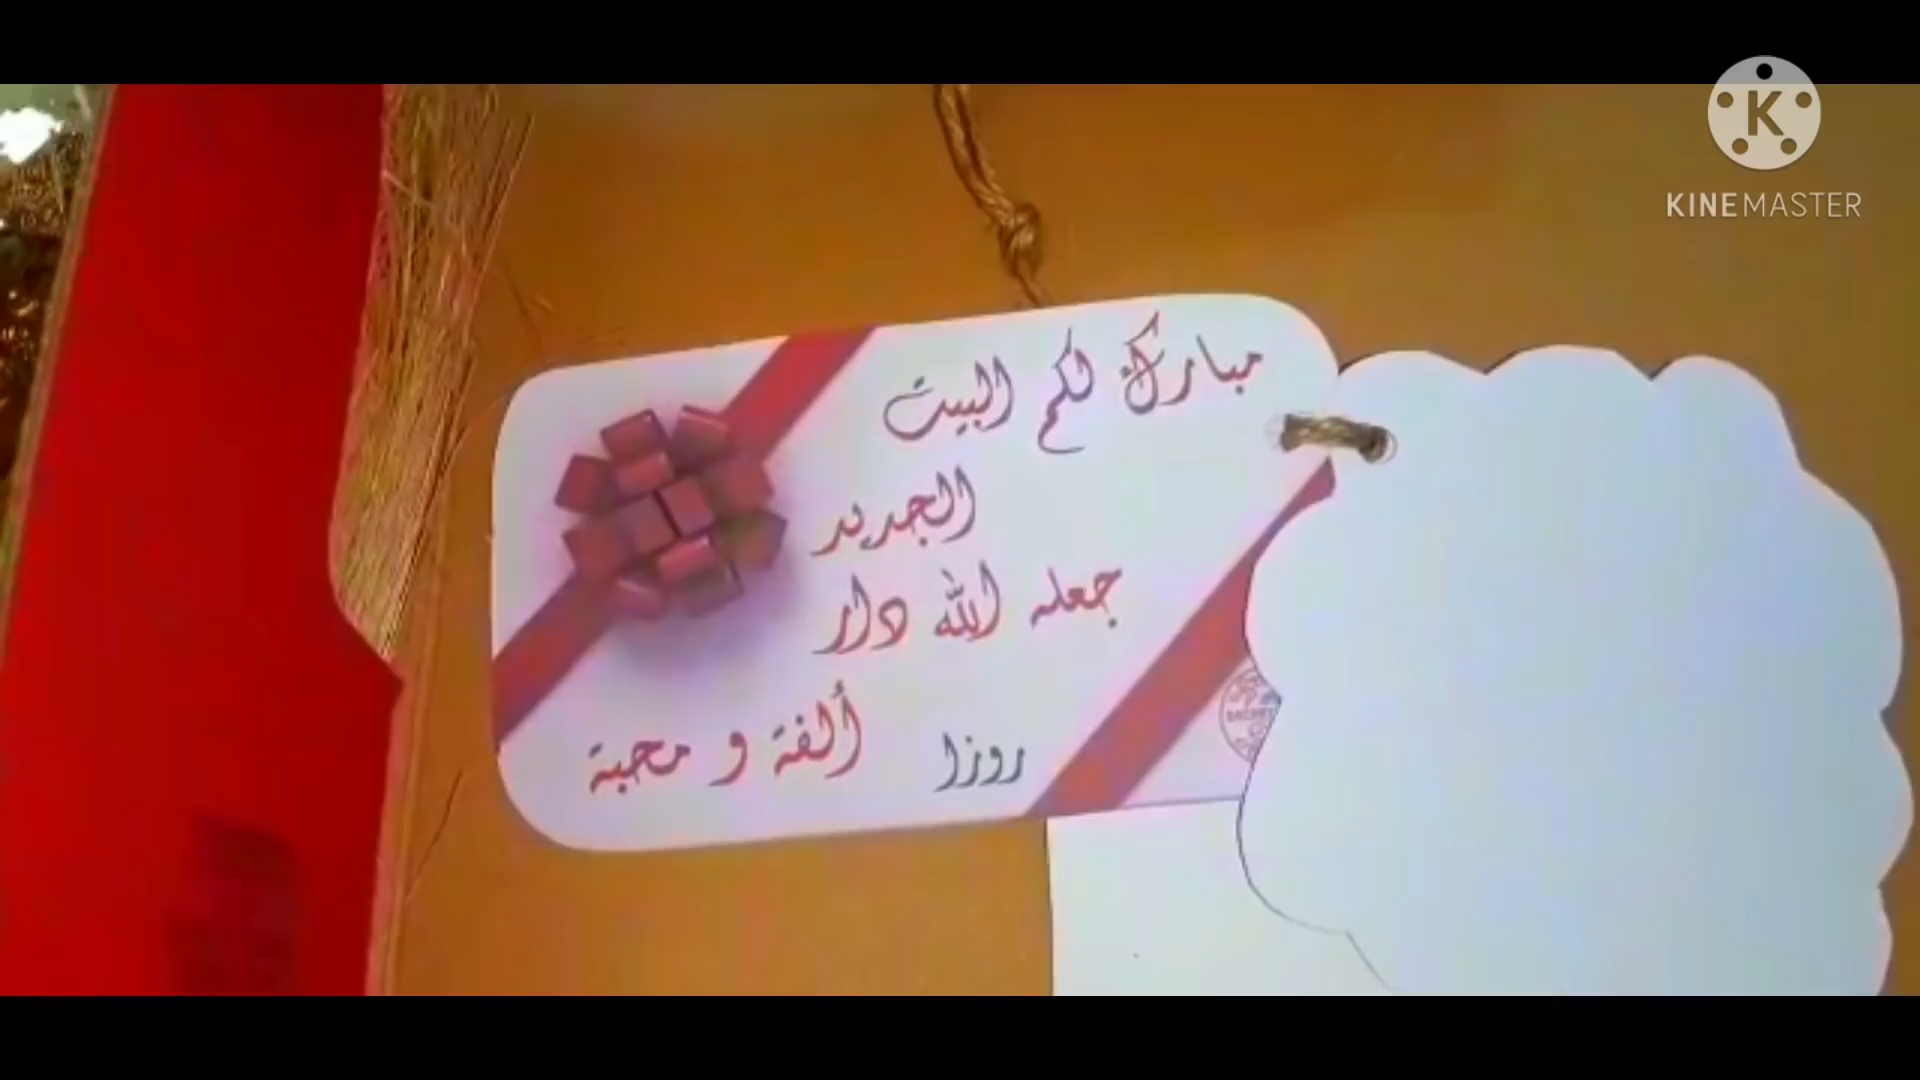 KINEMASTER
مبارك لكم البيت
الجديد
جعله الله دار
ألفة و محبة
روزا